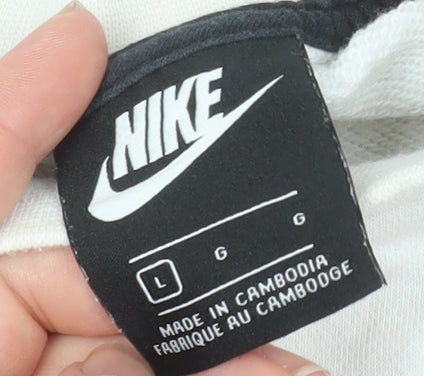 NIKE
L G G
MADE IN CAMBODIA
FABRIQUE AU CAMBODGE